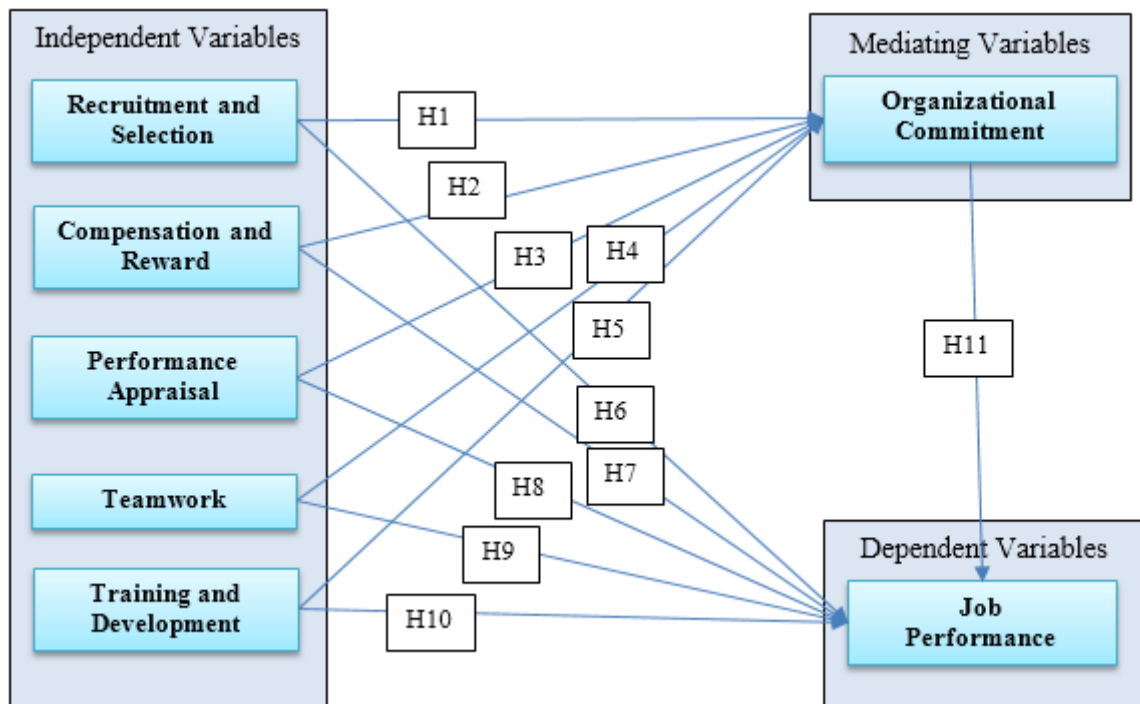 Independent Variables
Recruitment and
Selection
Compensation and
Reward
Performance
Appraisal
Teamwork
Training and
Development
H1
H2
H3
H4
H5
H6
H7
H8
H9
H10
Mediating Variables
Organizational
Commitment
H11
Dependent Variables
Job
Performance